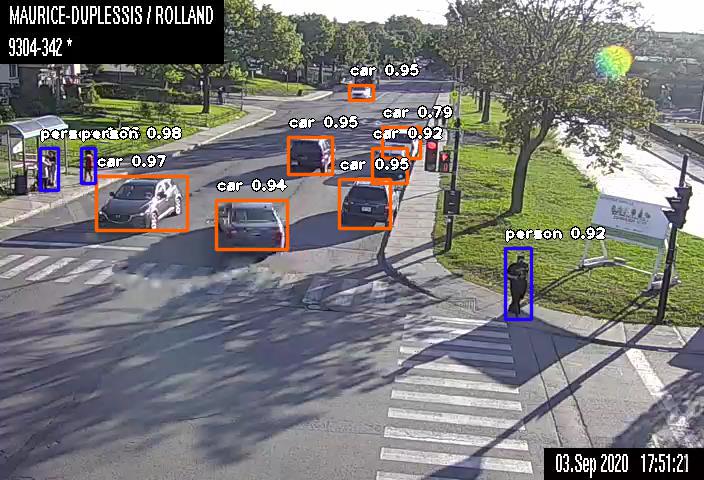 MAURICE-DUPLESSIS / ROLLAND
9304-342 *
car 0.95
car 0.79
car 0.95
car 0.92
person 0.98
car 0.97
car 0.95
car 0.94
person 0.92
03.Sep 2020 17:51:21